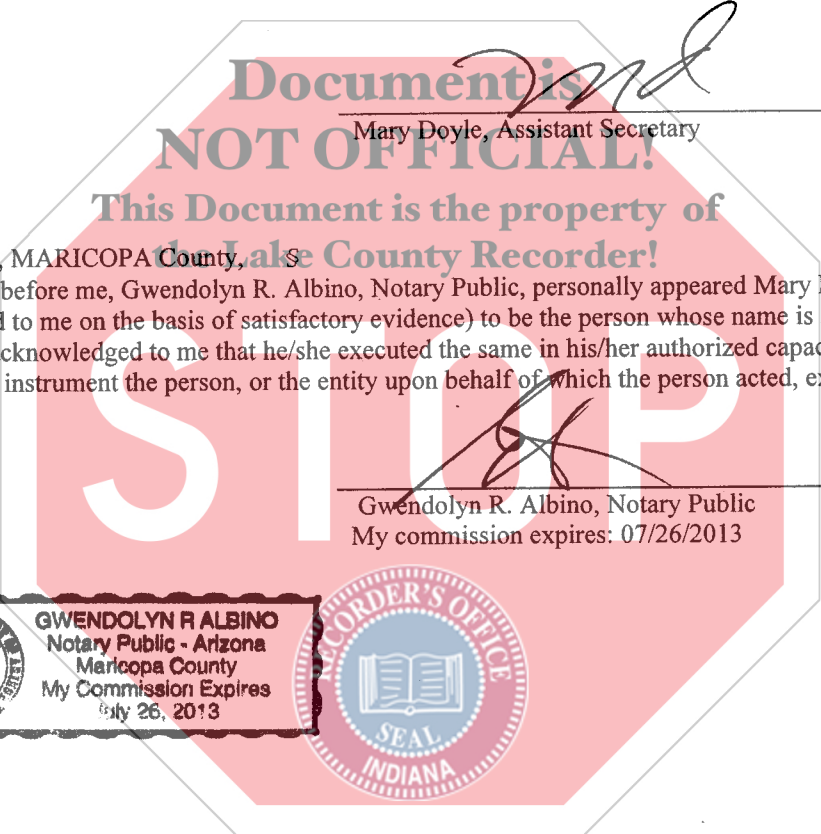 Document is
Mary Doyle, Assistant Secretary
NOT OFFICIAL!
This Document is the property of
the Lake County Recorder!
, MARICOPA County, S
before me, Gwendolyn R. Albino, Notary Public, personally appeared Mary
d to me on the basis of satisfactory evidence) to be the person whose name is
cknowledged to me that he/she executed the same in his/her authorized capac
instrument the person, or the entity upon behalf of which the person acted, ex
STOP
Gwendolyn R. Albino, Notary Public
My commission expires: 07/26/2013
GWENDOLYN R ALBINO
Notary Public - Arizona
Maricopa County
My Commission Expires
July 26, 2013
RECORDER'S OFFICE
SEAL
INDIANA